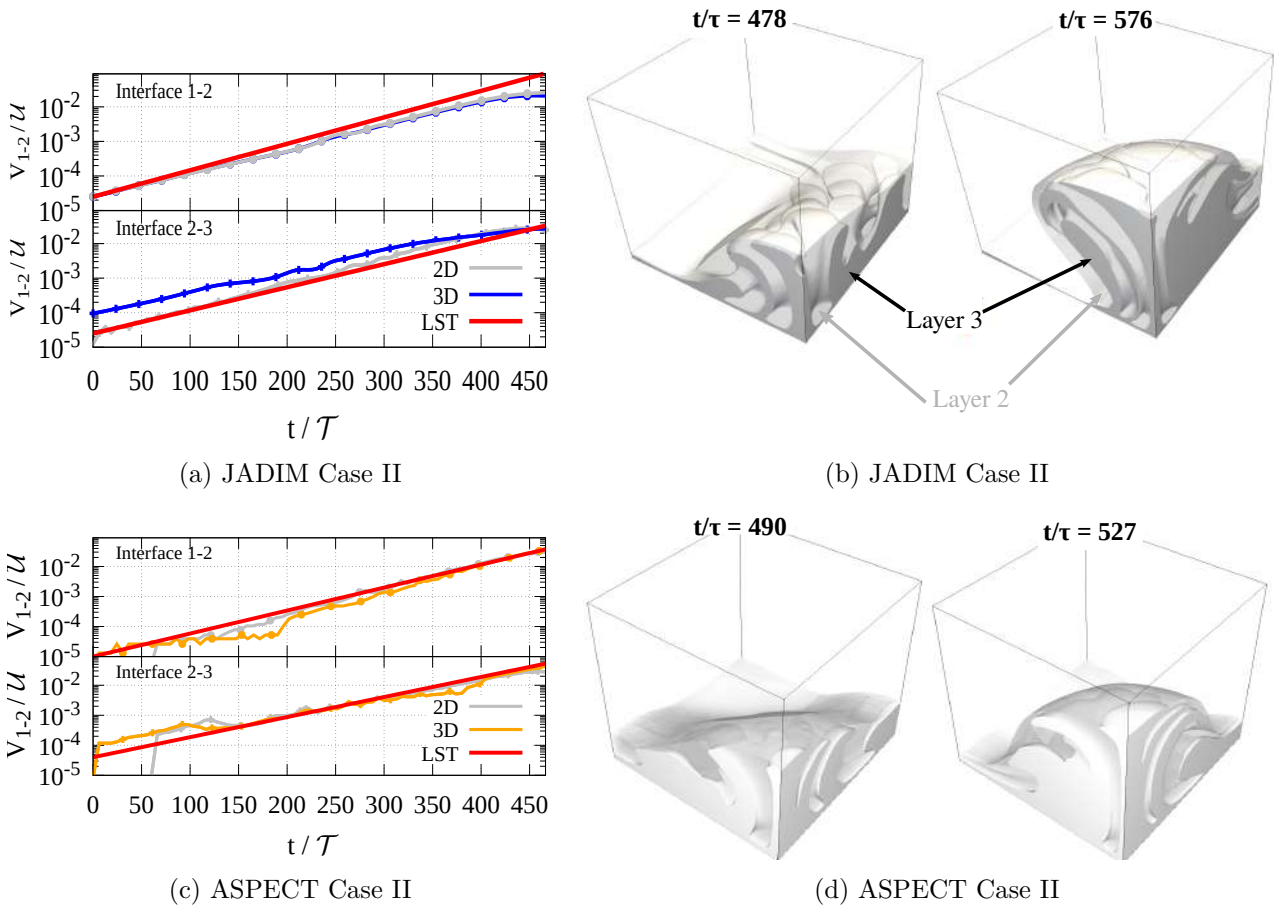 Interface 1-2
10⁻²
10⁻³
10⁻⁴
10⁻⁵
V₁₋₂ / 𝒰
Interface 2-3
10⁻²
10⁻³
10⁻⁴
10⁻⁵
V₁₋₂ / 𝒰
2D
3D
LST
0 50 100 150 200 250 300 350 400 450
t / 𝒯
(a) JADIM Case II
t/τ = 478
t/τ = 576
Layer 3
Layer 2
(b) JADIM Case II
Interface 1-2
10⁻²
10⁻³
10⁻⁴
10⁻⁵
V₁₋₂ / 𝒰
Interface 2-3
10⁻²
10⁻³
10⁻⁴
10⁻⁵
V₁₋₂ / 𝒰
2D
3D
LST
0 50 100 150 200 250 300 350 400 450
t / 𝒯
(c) ASPECT Case II
t/τ = 490
t/τ = 527
(d) ASPECT Case II